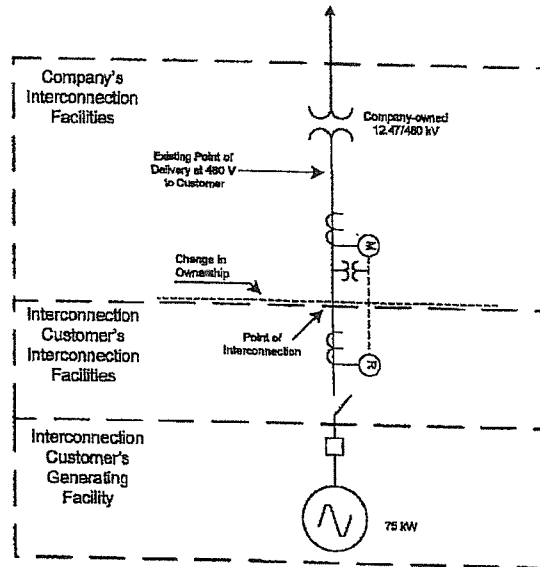 Company's
Interconnection
Facilities
Company-owned
12.47/480 kV
Existing Point of
Delivery at 480 V
to Customer
M
Change in
Ownership
Interconnection
Customer's
Interconnection
Facilities
Point of
Interconnection
R
Interconnection
Customer's
Generating
Facility
75 kW